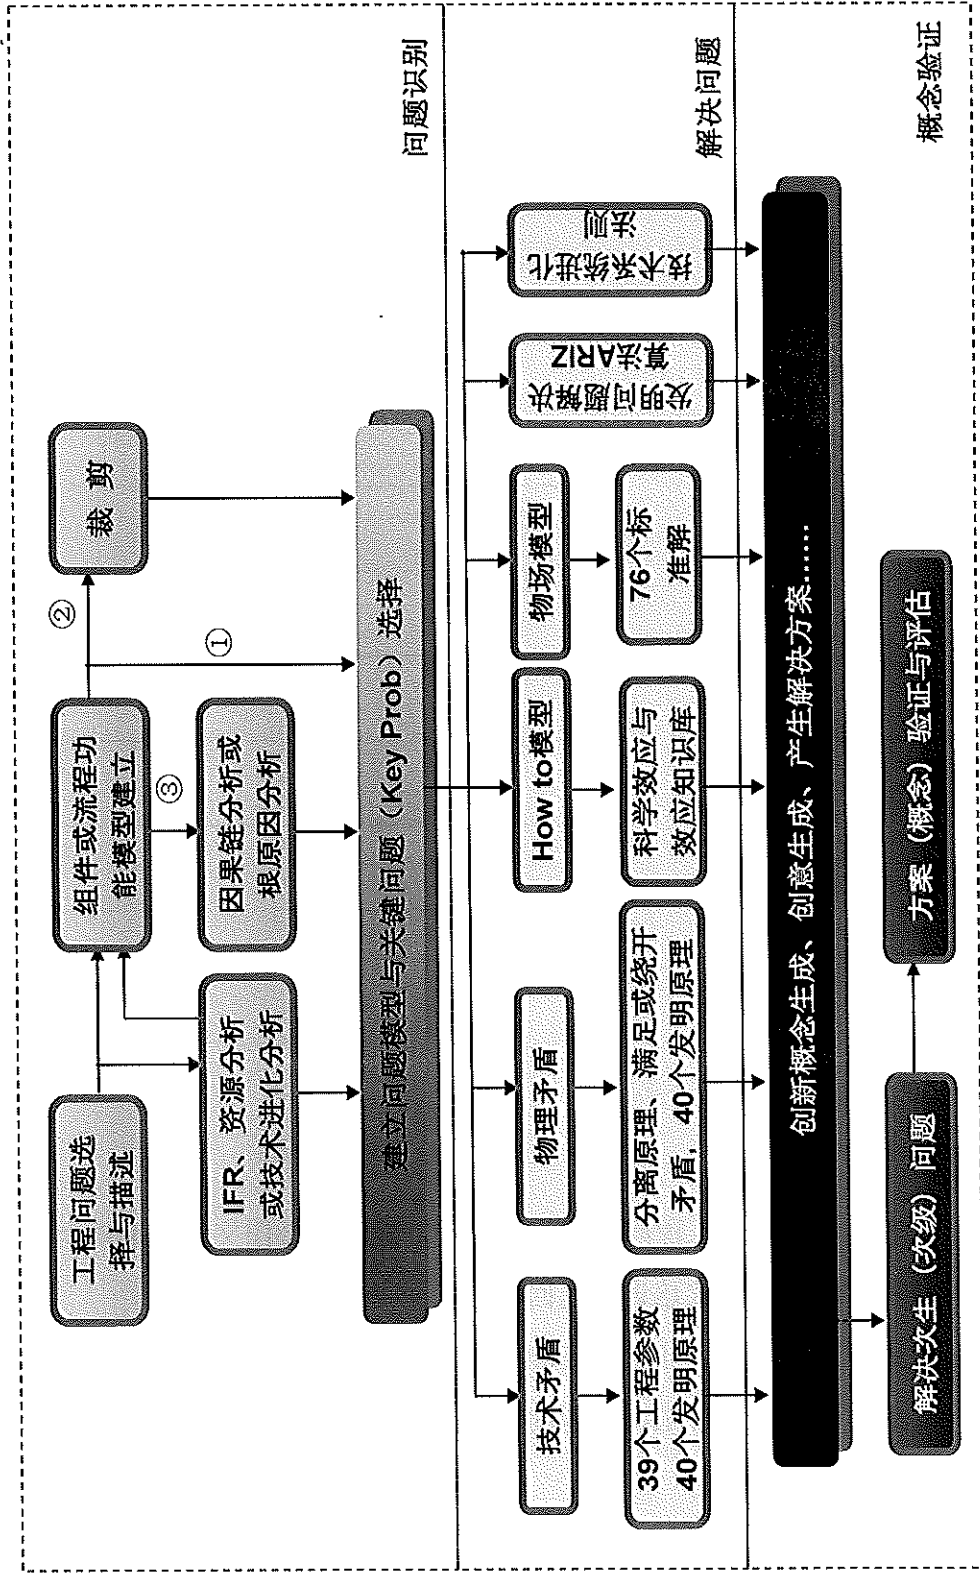 工程问题选
择与描述
组件或流程功
能模型建立
②
裁 剪
①
③
IFR、资源分析
或技术进化分析
因果链分析或
根原因分析
建立问题模型与关键问题（Key Prob）选择
问题识别
技术矛盾
物理矛盾
How to模型
物场模型
发明问题解决
算法ARIZ
技术系统进化
法则
39个工程参数
40个发明原理
分离原理、满足或绕开
矛盾，40个发明原理
科学效应与
效应知识库
76个标
准解
解决问题
创新概念生成、创意生成、产生解决方案……
解决次生（次级）问题
方案（概念）验证与评估
概念验证